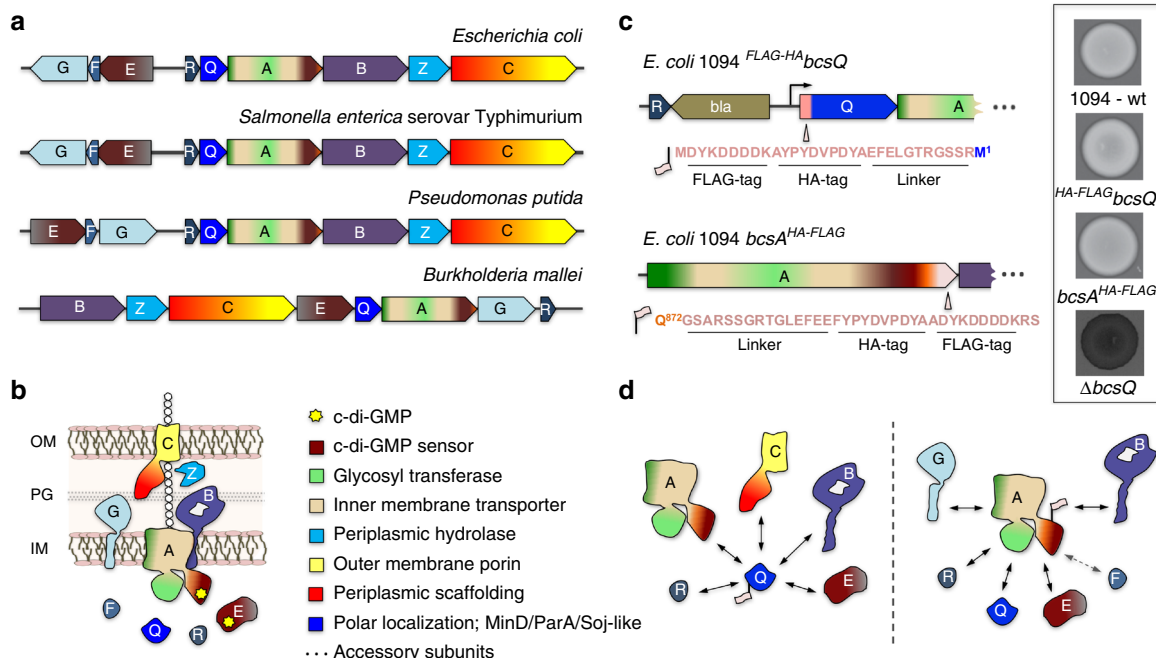 a
Escherichia coli
G F E R Q A B Z C
Salmonella enterica serovar Typhimurium
G F E R Q A B Z C
Pseudomonas putida
E F G R Q A B Z C
Burkholderia mallei
B Z C E Q A G R
b
OM
PG
IM
C
Z
B
G
A
F
E
Q
R
c-di-GMP
c-di-GMP sensor
Glycosyl transferase
Inner membrane transporter
Periplasmic hydrolase
Outer membrane porin
Periplasmic scaffolding
Polar localization; MinD/ParA/Soj-like
Accessory subunits
c
E. coli 1094 FLAG-HAbcsQ
R bla Q A
MDYKDDDDKAYPYDVPDYAEFELGTRGSSRM1
FLAG-tag HA-tag Linker
E. coli 1094 bcsAHA-FLAG
A
Q872GSARSSGRTGLEFEEFYPYDVPDYAADYKDDDDKRS
Linker HA-tag FLAG-tag
1094 - wt
HA-FLAGbcsQ
bcsAHA-FLAG
ΔbcsQ
d
A
C
B
R
Q
E
G
A
B
R
Q
E
F